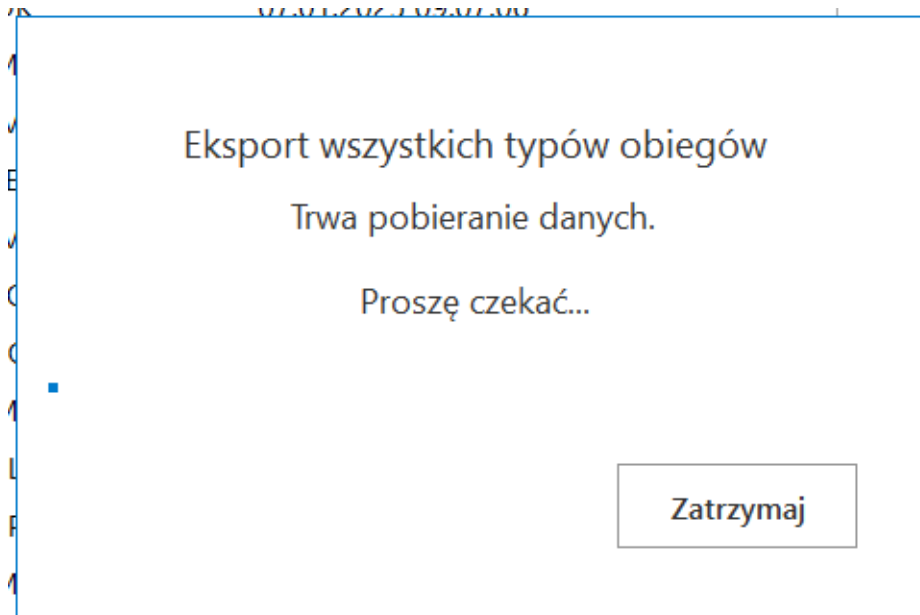 Eksport wszystkich typów obiegów
Trwa pobieranie danych.
Proszę czekać...
Zatrzymaj